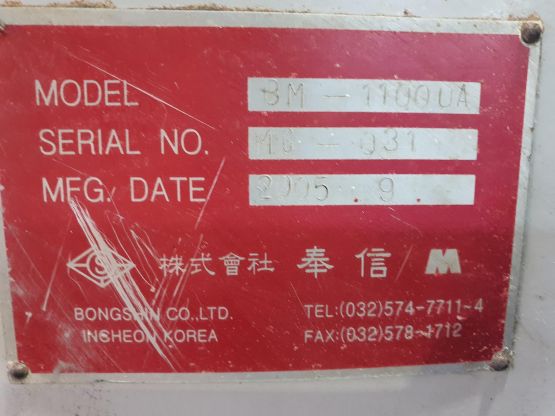 MODEL BM-1100UA
SERIAL NO. MC-031
MFG. DATE 2005.9
株式會社 奉信
BONGSHIN CO.,LTD.
INCHEON KOREA
TEL:(032)574-7711~4
FAX:(032)578-1712